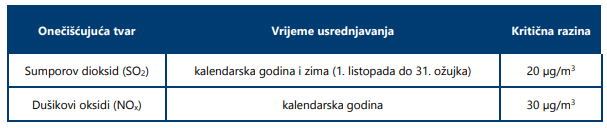 Onečišćujuća tvar Vrijeme usrednjavanja Kritična razina
Sumporov dioksid (SO₂) kalendarska godina i zima (1. listopada do 31. ožujka) 20 µg/m³
Dušikovi oksidi (NOₓ) kalendarska godina 30 µg/m³